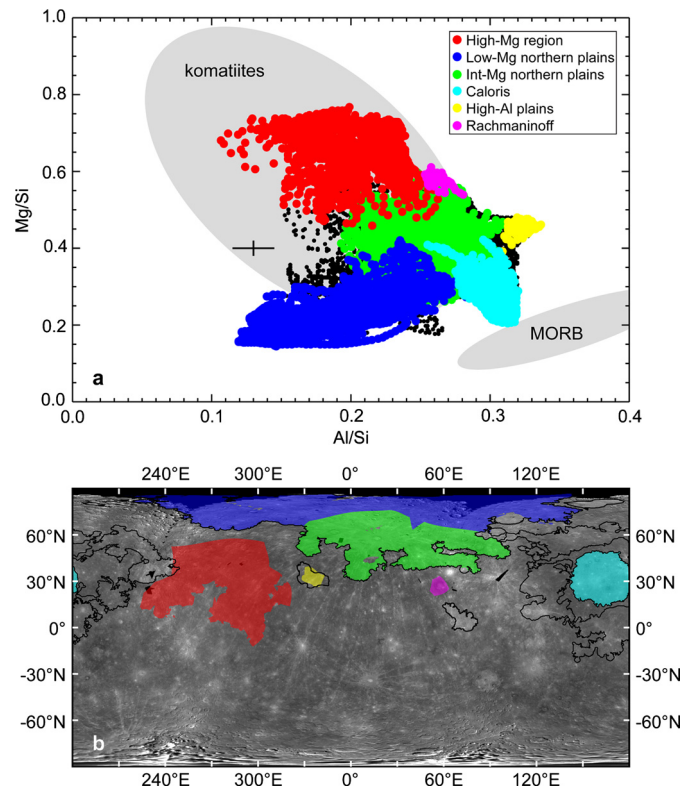 1.0
0.8
0.6
0.4
0.2
0.0
Mg/Si
komatiites
High-Mg region
Low-Mg northern plains
Int-Mg northern plains
Caloris
High-Al plains
Rachmaninoff
MORB
a
0.0 0.1 0.2 0.3 0.4
Al/Si
240°E 300°E 0°E 60°E 120°E
60°N 60°N
30°N 30°N
0° 0°
-30°N -30°N
-60°N -60°N
b
240°E 300°E 0°E 60°E 120°E